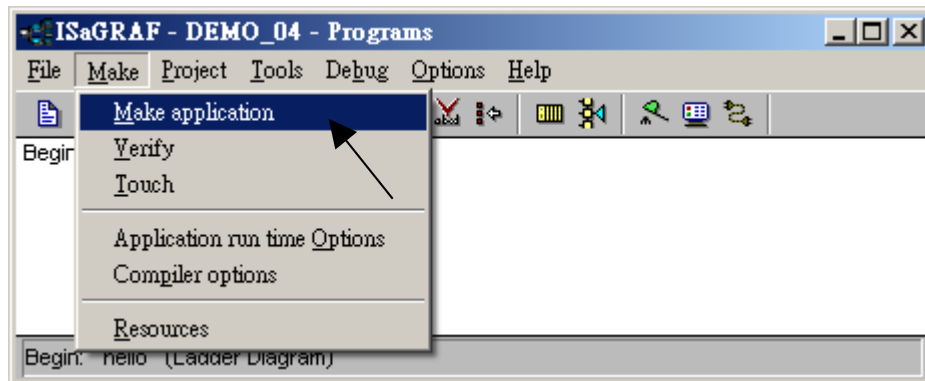 ISaGRAF - DEMO_04 - Programs
File Make Project Tools Debug Options Help
Make application
Begin
Verify
Touch
Application run time Options
Compiler options
Resources
Begin: hello (Ladder Diagram)